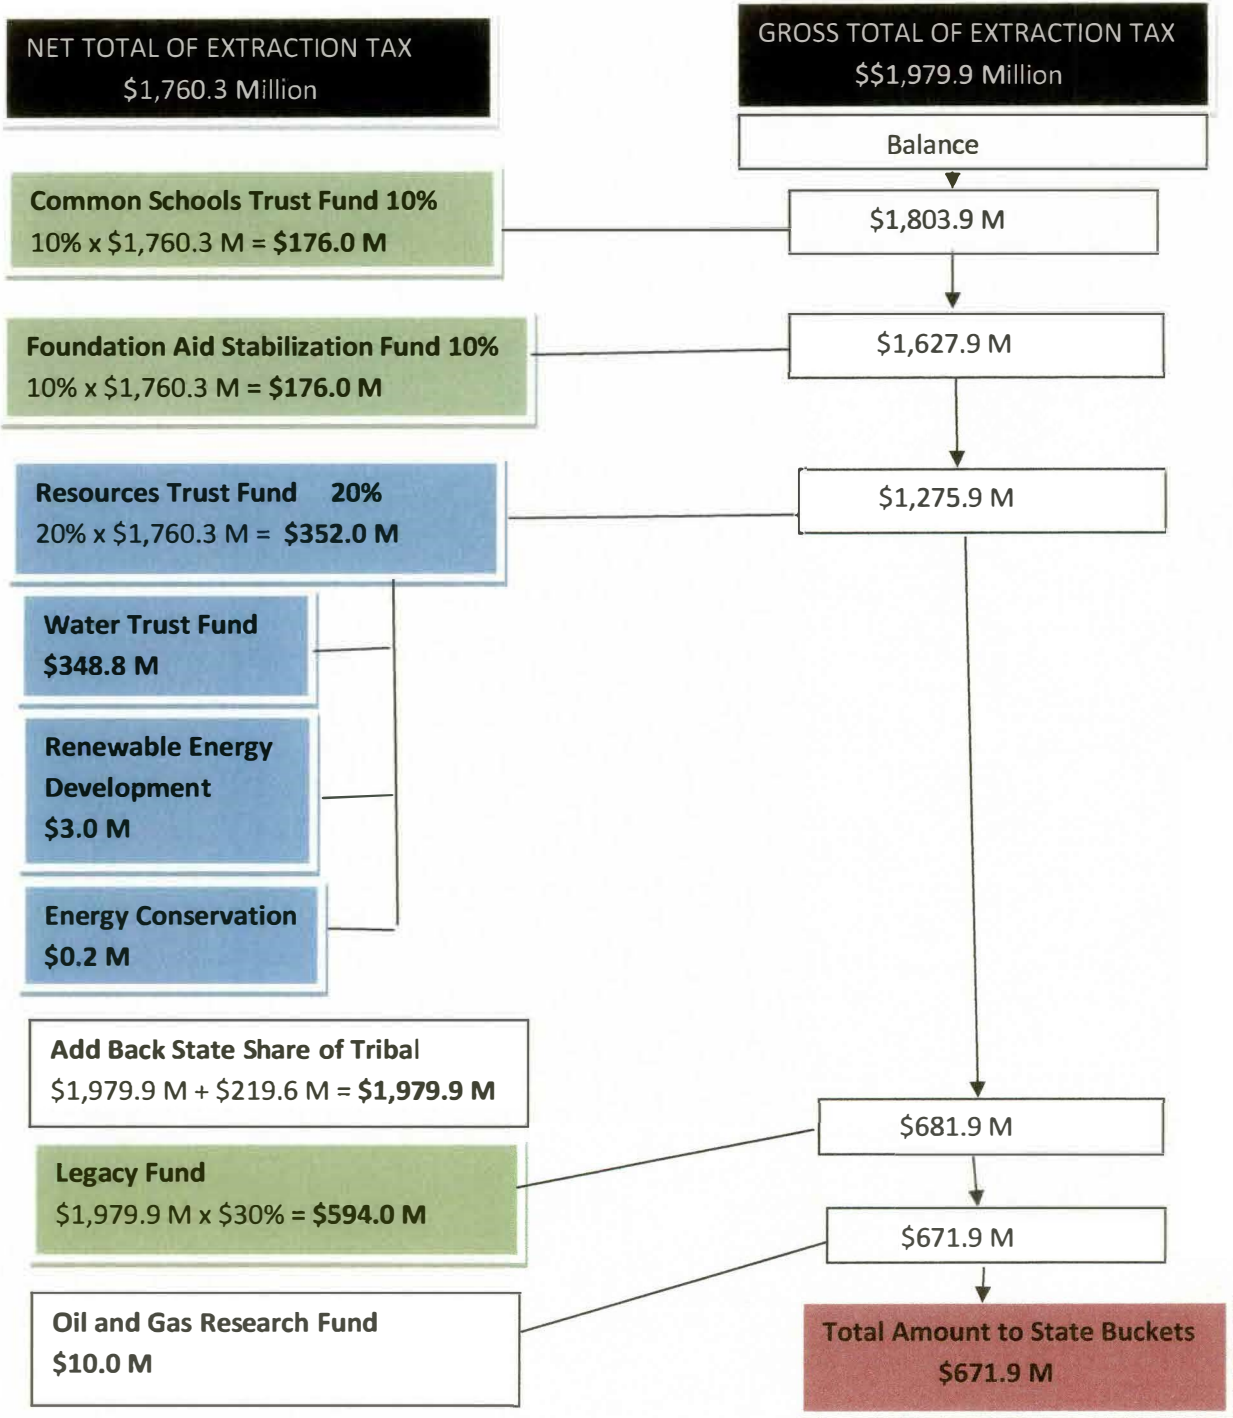 NET TOTAL OF EXTRACTION TAX
$1,760.3 Million
GROSS TOTAL OF EXTRACTION TAX
$$1,979.9 Million
Balance
Common Schools Trust Fund 10%
10% x $1,760.3 M = $176.0 M
$1,803.9 M
Foundation Aid Stabilization Fund 10%
10% x $1,760.3 M = $176.0 M
$1,627.9 M
Resources Trust Fund 20%
20% x $1,760.3 M = $352.0 M
$1,275.9 M
Water Trust Fund
$348.8 M
Renewable Energy
Development
$3.0 M
Energy Conservation
$0.2 M
Add Back State Share of Tribal
$1,979.9 M + $219.6 M = $1,979.9 M
$681.9 M
Legacy Fund
$1,979.9 M x $30% = $594.0 M
$671.9 M
Oil and Gas Research Fund
$10.0 M
Total Amount to State Buckets
$671.9 M